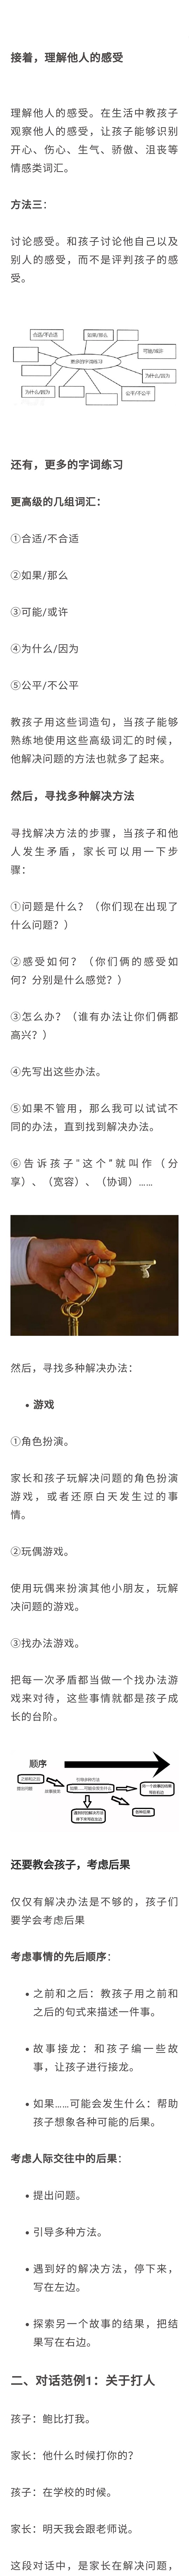 接着，理解他人的感受
理解他人的感受。在生活中教孩子
观察他人的感受，让孩子能够识别
开心、伤心、生气、骄傲、沮丧等
情感类词汇。
方法三：
讨论感受。和孩子讨论他自己以及
别人的感受，而不是评判孩子的感
受。
合适/不合适
如果/那么
可能/或许
更多的字词练习
为什么/因为
为什么/因为
公平/不公平
还有，更多的字词练习
更高级的几组词汇：
①合适/不合适
②如果/那么
③可能/或许
④为什么/因为
⑤公平/不公平
教孩子用这些词造句，当孩子能够
熟练地使用这些高级词汇的时候，
他解决问题的方法也就多了起来。
然后，寻找多种解决方法
寻找解决方法的步骤，当孩子和他
人发生矛盾，家长可以用一下步
骤：
①问题是什么？（你们现在出现了
什么问题？）
②感受如何？（你们俩的感受如
何？分别是什么感觉？）
③怎么办？（谁有办法让你们俩都
高兴？）
④先写出这些办法。
⑤如果不管用，那么我可以试试不
同的办法，直到找到解决办法。
⑥告诉孩子“这个”就叫作（分
享）、（宽容）、（协调）……
然后，寻找多种解决办法：
游戏
①角色扮演。
家长和孩子玩解决问题的角色扮演
游戏，或者还原白天发生过的事
情。
②玩偶游戏。
使用玩偶来扮演其他小朋友，玩解
决问题的游戏。
③找办法游戏。
把每一次矛盾都当做一个找办法游
戏来对待，这些事情就都是孩子成
长的台阶。
顺序
还要教会孩子，考虑后果
仅仅有解决办法是不够的，孩子们
要学会考虑后果
考虑事情的先后顺序：
之前和之后：教孩子用之前和
之后的句式来描述一件事。
故事接龙：和孩子编一些故
事，让孩子进行接龙。
如果……可能会发生什么：帮助
孩子想象各种可能的后果。
考虑人际交往中的后果：
提出问题。
引导多种方法。
遇到好的解决方法，停下来，
写在左边。
探索另一个故事的结果，把结
果写在右边。
二、对话范例1：关于打人
孩子：鲍比打我。
家长：他什么时候打你的？
孩子：在学校的时候。
家长：明天我会跟老师说。
这段对话中，是家长在解决问题，